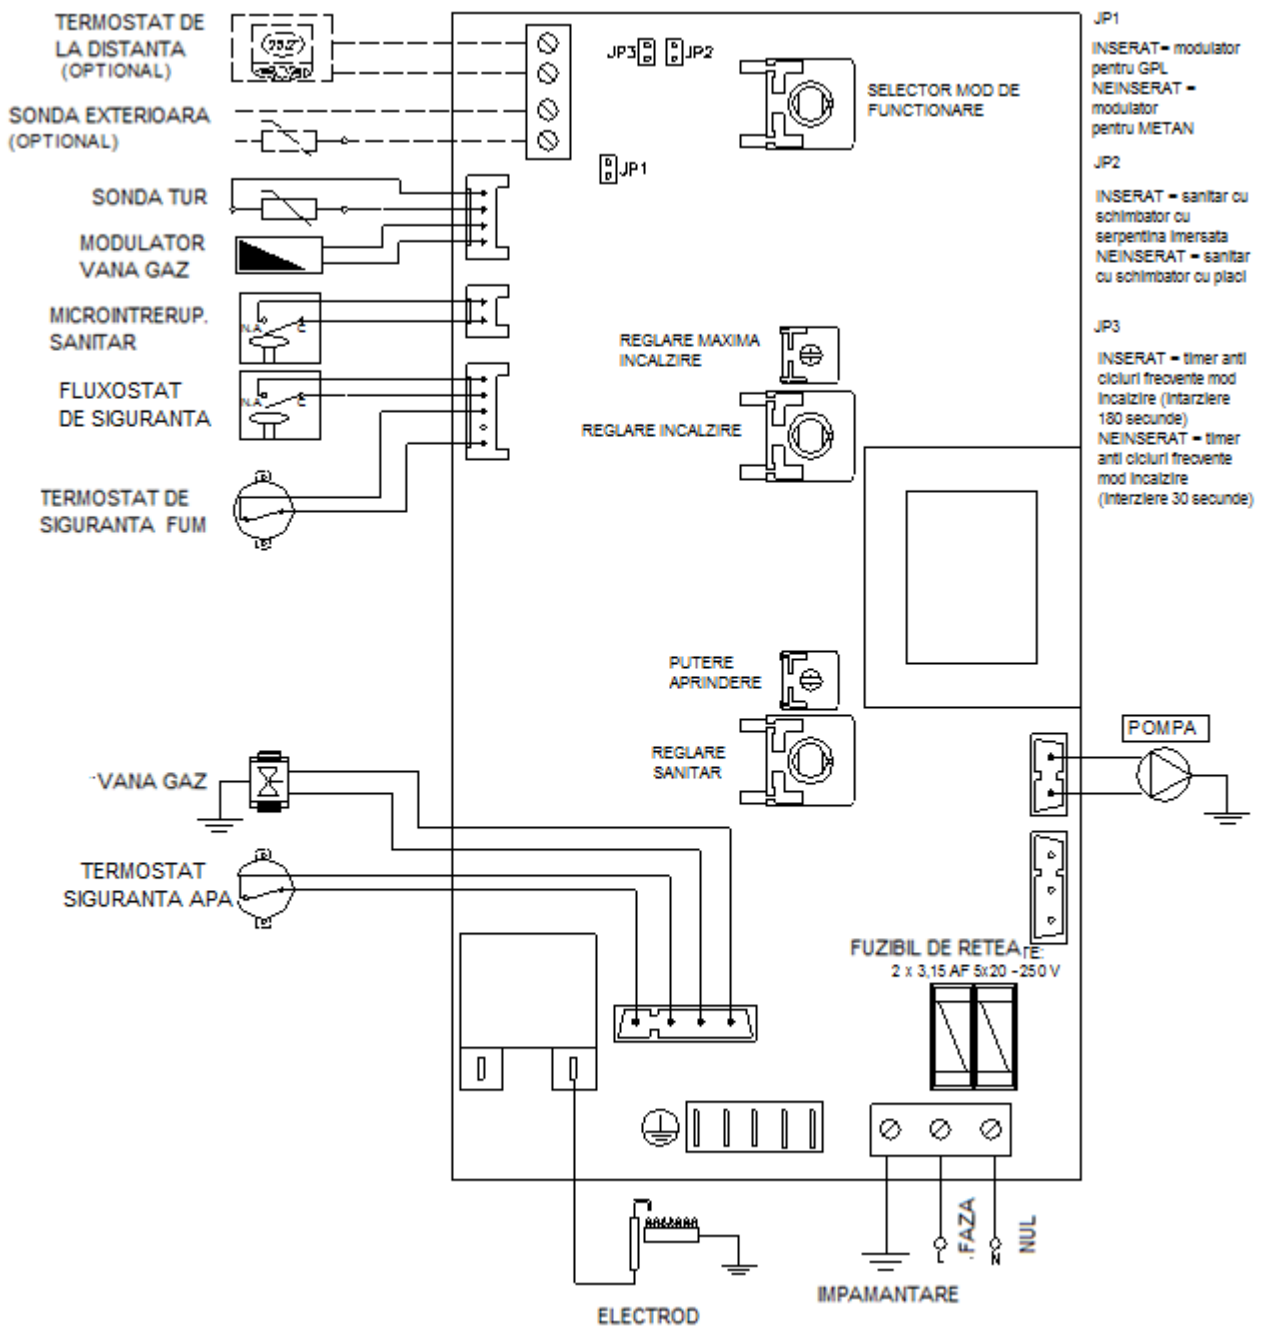 TERMOSTAT DE
LA DISTANTA
(OPTIONAL)
SONDA EXTERIOARA
(OPTIONAL)
SONDA TUR
MODULATOR
VANA GAZ
MICROINTRERUP.
SANITAR
N.A
C
FLUXOSTAT
DE SIGURANTA
N.A
C
TERMOSTAT DE
SIGURANTA FUM
VANA GAZ
TERMOSTAT
SIGURANTA APA
JP3
JP2
JP1
SELECTOR MOD DE
FUNCTIONARE
REGLARE MAXIMA
INCALZIRE
REGLARE INCALZIRE
PUTERE
APRINDERE
REGLARE
SANITAR
POMPA
FUZIBIL DE RETEA TE:
2 x 3,15 AF 5x20 -250 V
L
FAZA
N
NUL
IMPAMANTARE
ELECTROD
JP1
INSERAT= modulator
pentru GPL
NEINSERAT =
modulator
pentru METAN
JP2
INSERAT = sanitar cu
schimbator cu
serpentina imersata
NEINSERAT = sanitar
cu schimbator cu placi
JP3
INSERAT = timer anti
cicluri frecvente mod
incalzire (intarziere
180 secunde)
NEINSERAT = timer
anti cicluri frecvente
mod incalzire
(interziere 30 secunde)